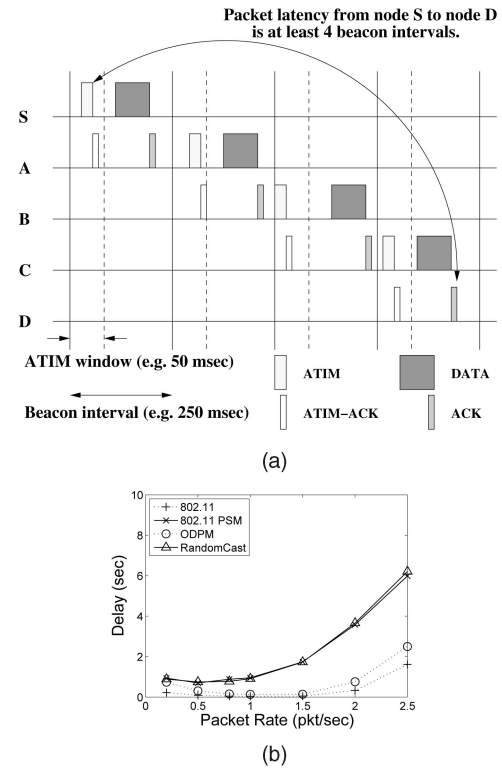 Packet latency from node S to node D
is at least 4 beacon intervals.
S
A
B
C
D
ATIM window (e.g. 50 msec)
Beacon interval (e.g. 250 msec)
ATIM
DATA
ATIM−ACK
ACK
(a)
10
8
6
4
2
0
Delay (sec)
802.11
802.11 PSM
ODPM
RandomCast
0 0.5 1 1.5 2 2.5
Packet Rate (pkt/sec)
(b)